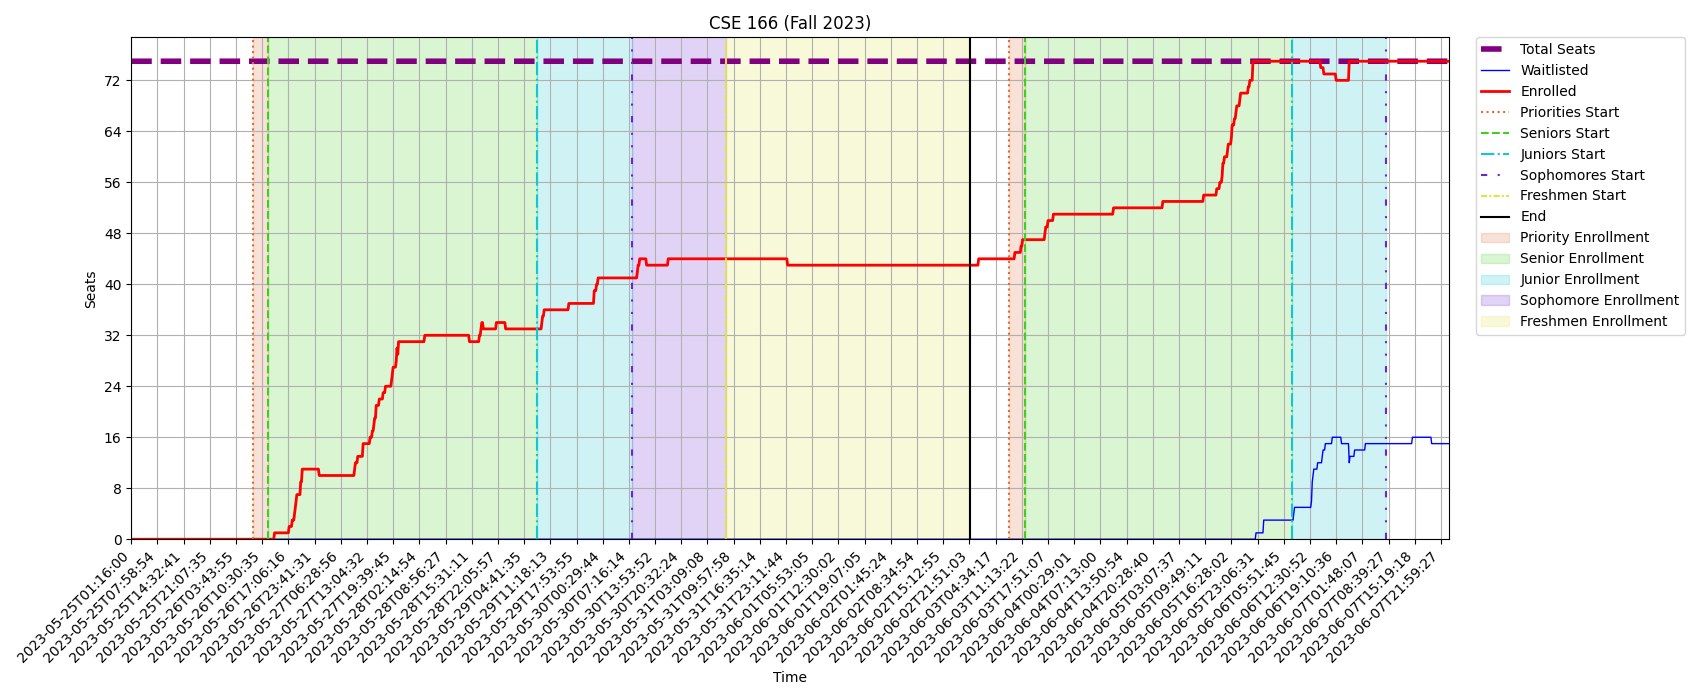 CSE 166 (Fall 2023)
Seats
72
64
56
48
40
32
24
16
8
0
2023-05-25T01:16:00
2023-05-25T07:58:54
2023-05-25T14:32:41
2023-05-25T21:07:35
2023-05-26T03:43:55
2023-05-26T10:30:35
2023-05-26T17:06:16
2023-05-26T23:41:31
2023-05-27T06:28:56
2023-05-27T13:04:32
2023-05-27T19:39:45
2023-05-28T02:14:54
2023-05-28T08:56:27
2023-05-28T15:31:11
2023-05-28T22:05:57
2023-05-29T04:41:35
2023-05-29T11:18:13
2023-05-29T17:53:55
2023-05-30T00:29:44
2023-05-30T07:16:14
2023-05-30T13:53:52
2023-05-30T20:32:24
2023-05-31T03:09:08
2023-05-31T09:57:58
2023-05-31T16:35:14
2023-05-31T23:11:44
2023-06-01T05:53:05
2023-06-01T12:30:02
2023-06-01T19:07:05
2023-06-02T01:45:24
2023-06-02T08:34:54
2023-06-02T15:12:55
2023-06-02T21:51:03
2023-06-03T04:34:17
2023-06-03T11:13:22
2023-06-03T17:51:07
2023-06-04T00:29:01
2023-06-04T07:13:00
2023-06-04T13:50:54
2023-06-04T20:28:40
2023-06-05T03:07:37
2023-06-05T09:49:11
2023-06-05T16:28:02
2023-06-05T23:06:31
2023-06-06T05:51:45
2023-06-06T12:30:52
2023-06-06T19:10:36
2023-06-07T01:48:07
2023-06-07T08:39:27
2023-06-07T15:19:18
2023-06-07T21:59:27
Time
Total Seats
Waitlisted
Enrolled
Priorities Start
Seniors Start
Juniors Start
Sophomores Start
Freshmen Start
End
Priority Enrollment
Senior Enrollment
Junior Enrollment
Sophomore Enrollment
Freshmen Enrollment